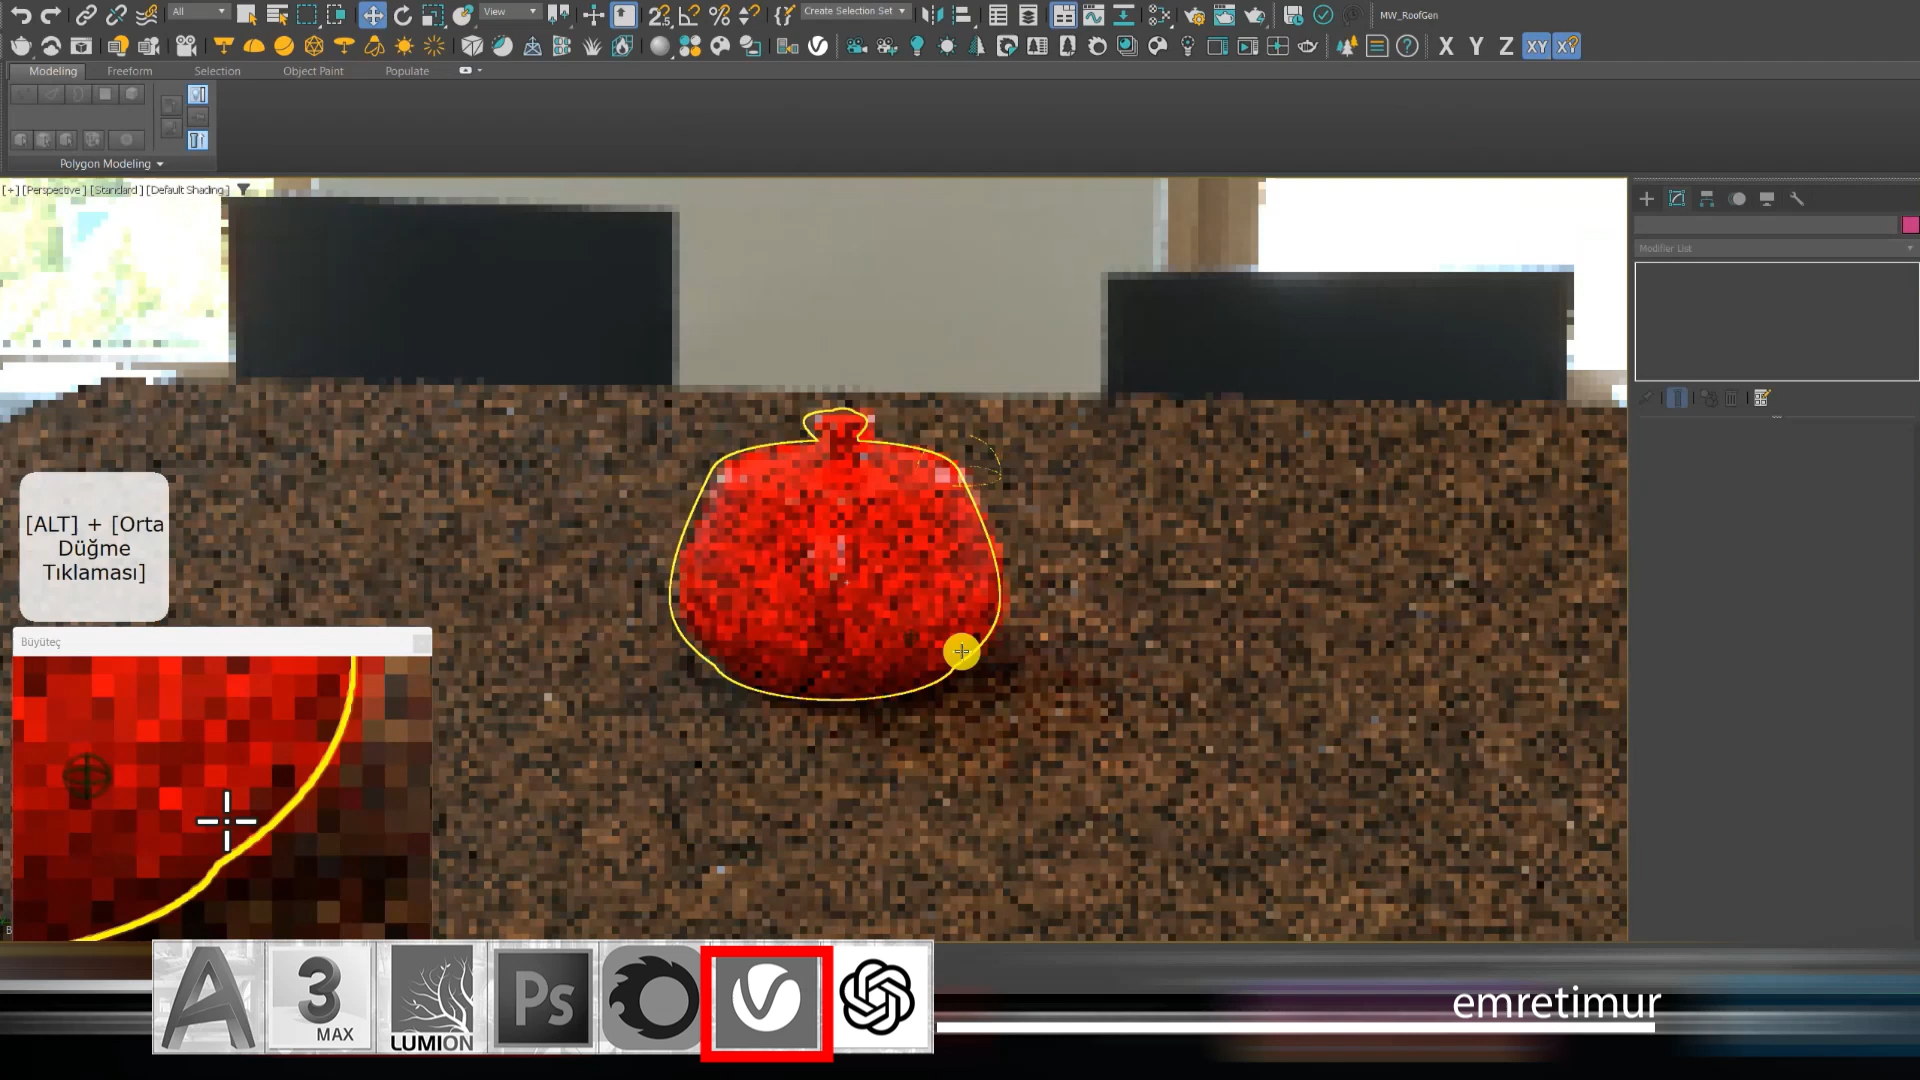 All
View
Create Selection Set
MW_RoofGen
X Y Z XY XY
Modeling
Freeform
Selection
Object Paint
Populate
Polygon Modeling
[+] [Perspective] [Standard] [Default Shading]
Modifier List
[ALT] + [Orta
Düğme
Tıklaması]
Büyüteç
3
MAX
LUMION
Ps
emretimur